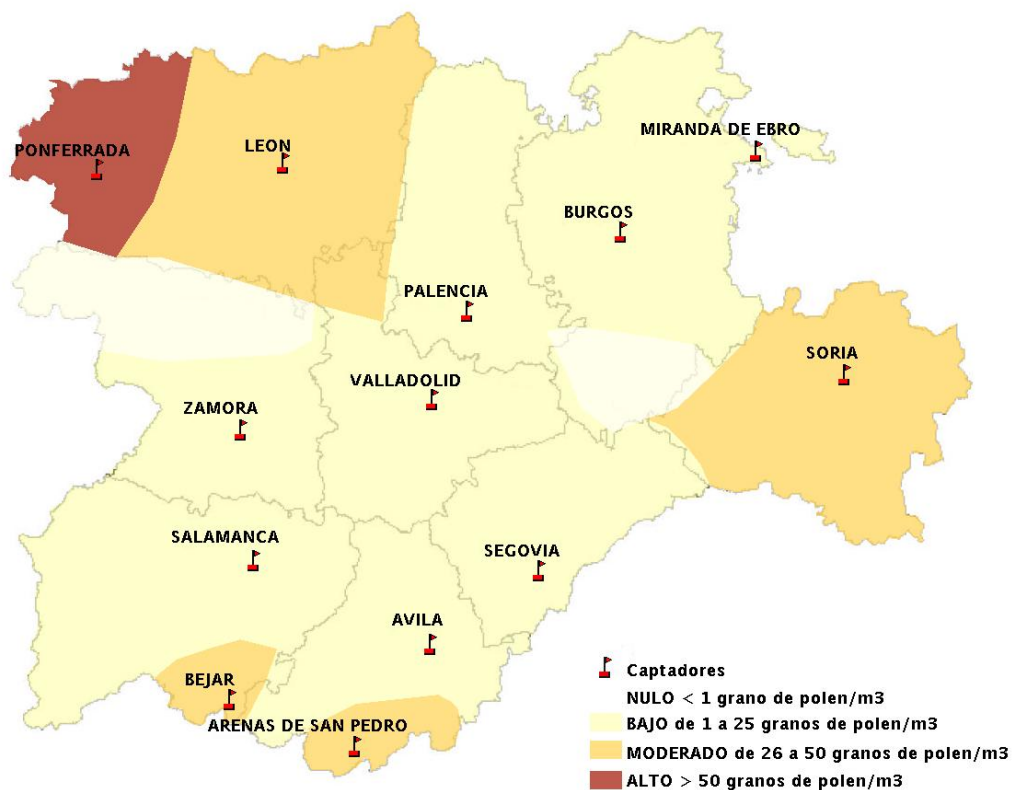 MIRANDA DE EBRO
PONFERRADA
LEON
BURGOS
PALENCIA
SORIA
VALLADOLID
ZAMORA
SALAMANCA
SEGOVIA
AVILA
BEJAR
ARENAS DE SAN PEDRO
Captadores
NULO < 1 grano de polen/m3
BAJO de 1 a 25 granos de polen/m3
MODERADO de 26 a 50 granos de polen/m3
ALTO > 50 granos de polen/m3